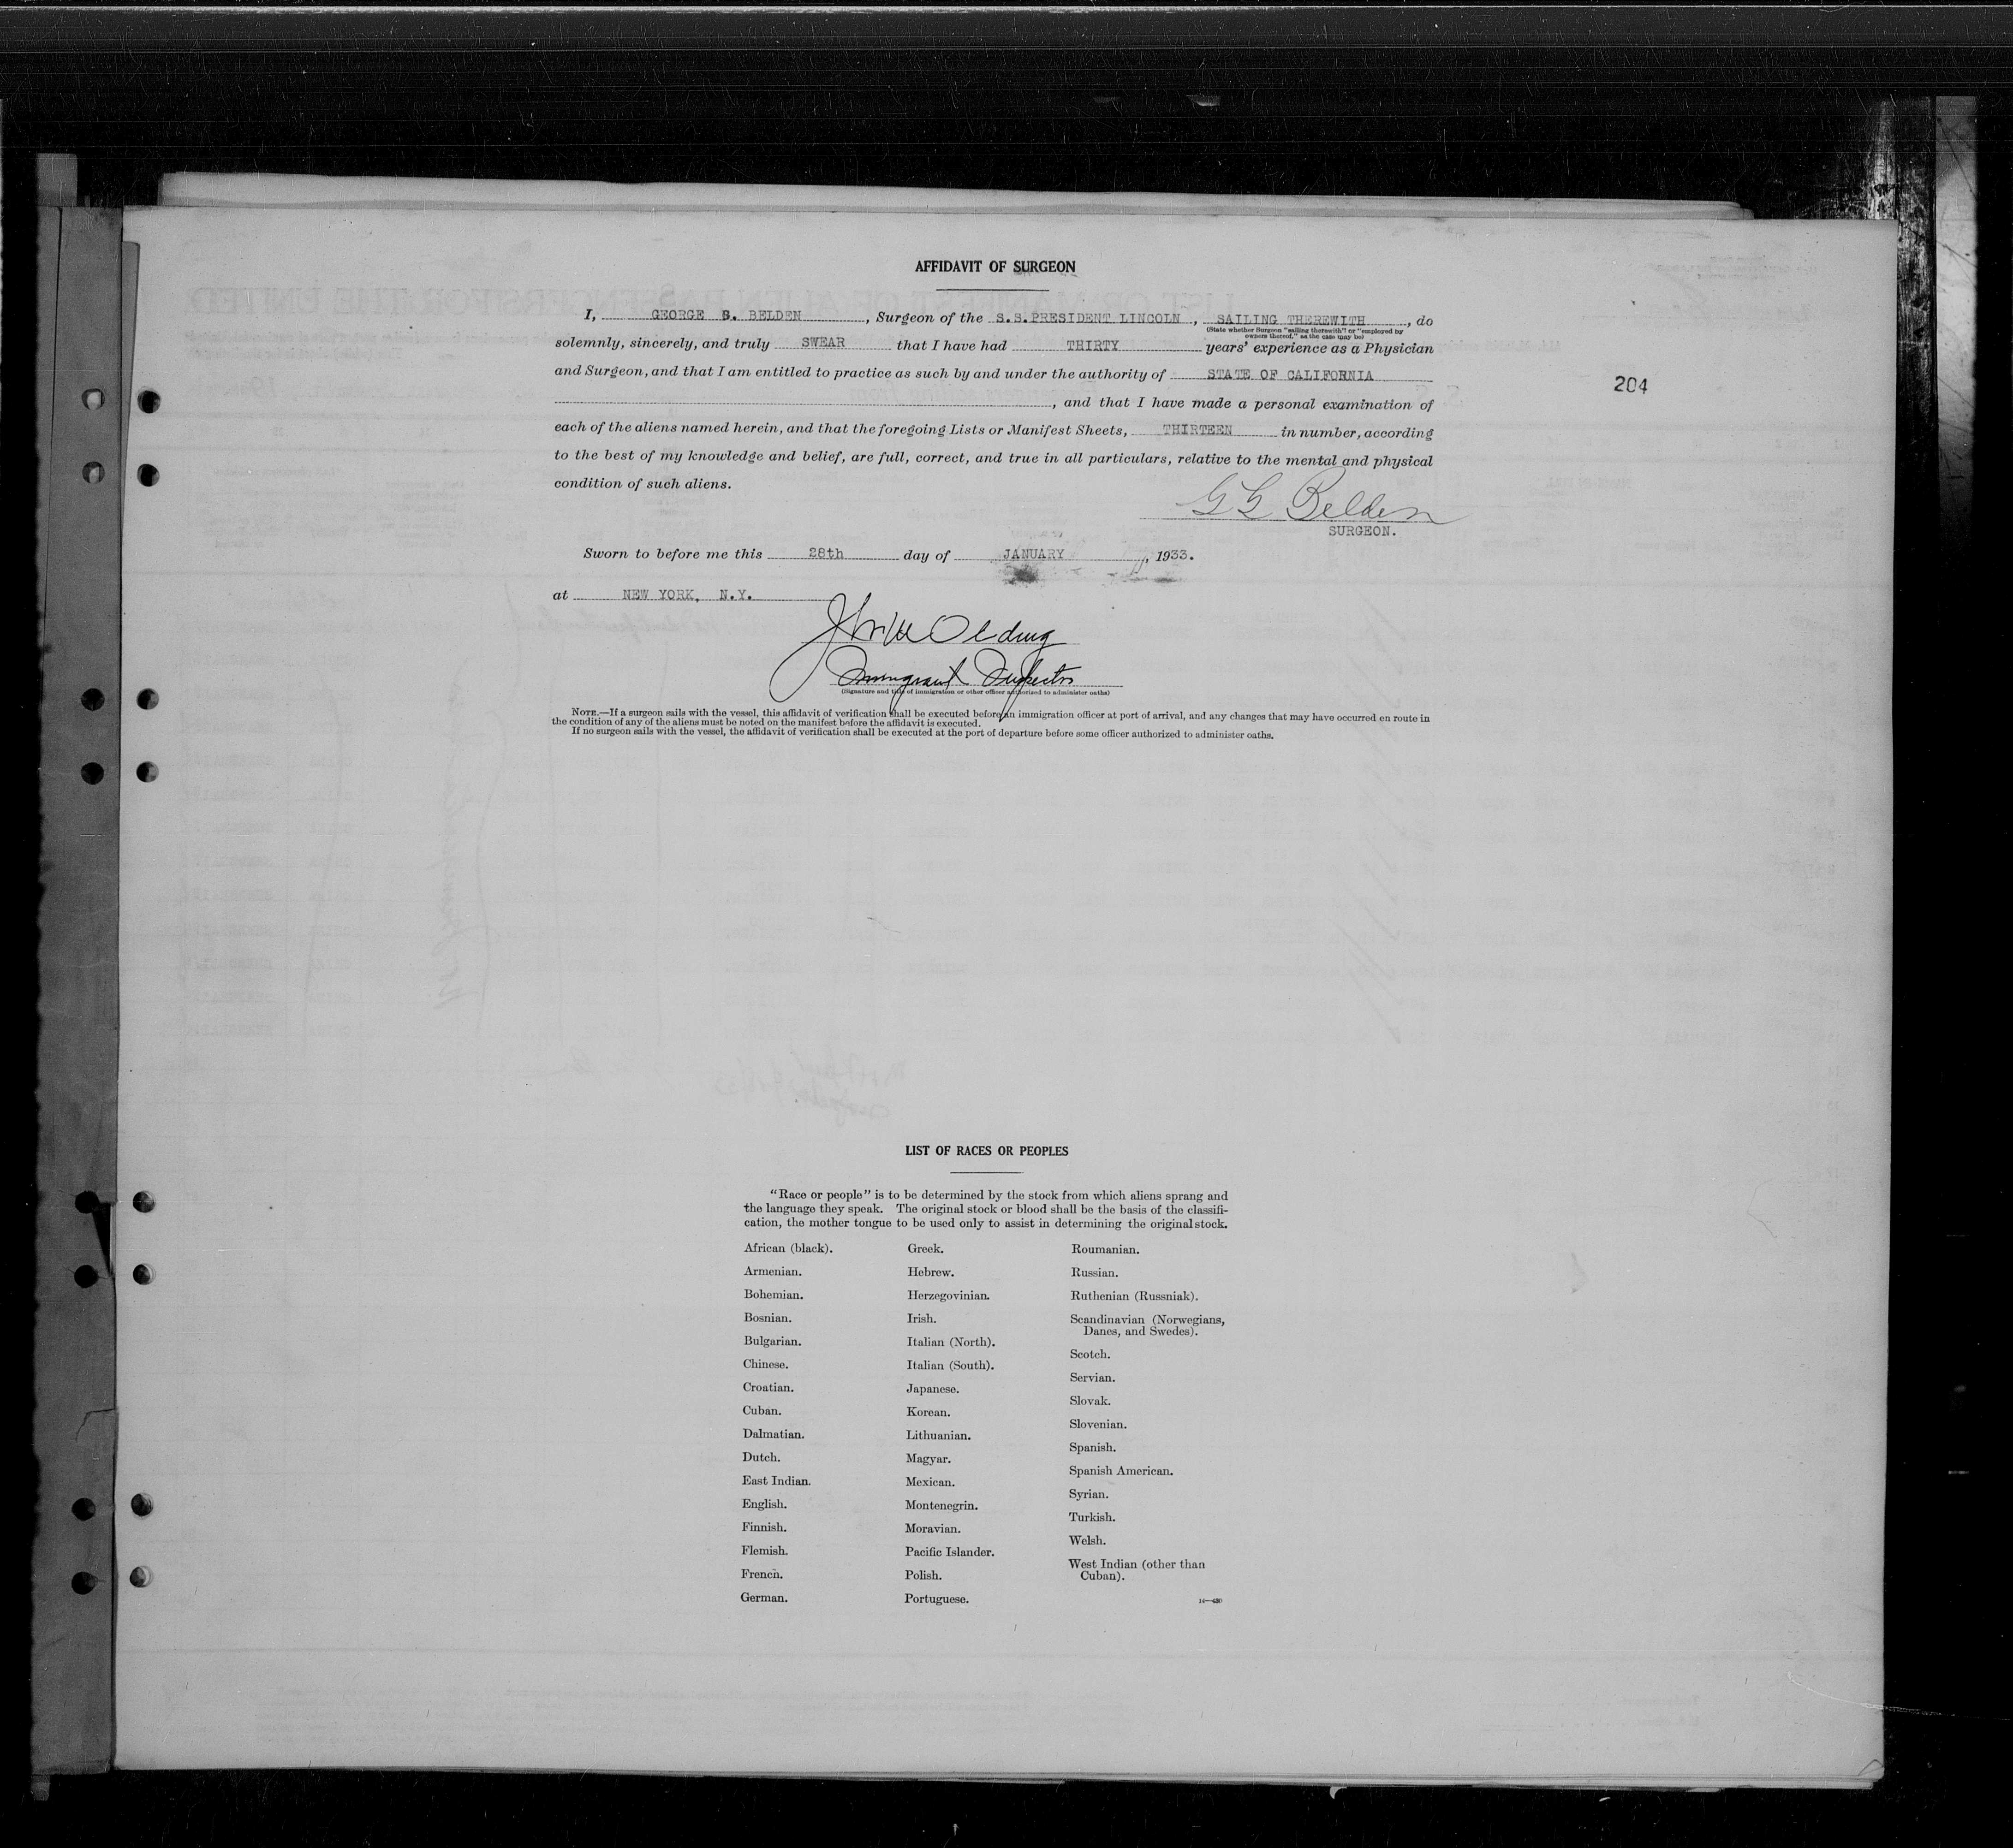 AFFIDAVIT OF SURGEON
I, GEORGE G. BELDEN, Surgeon of the S.S.PRESIDENT LINCOLN, SAILING THEREWITH, do
(State whether Surgeon "sailing therewith" or "employed by
owners thereof," as the case may be)
solemnly, sincerely, and truly SWEAR that I have had THIRTY years' experience as a Physician
and Surgeon, and that I am entitled to practice as such by and under the authority of STATE OF CALIFORNIA
204
, and that I have made a personal examination of
each of the aliens named herein, and that the foregoing Lists or Manifest Sheets, THIRTEEN in number, according
to the best of my knowledge and belief, are full, correct, and true in all particulars, relative to the mental and physical
condition of such aliens.
G G Belden
SURGEON.
Sworn to before me this 28th day of JANUARY, 1933.
at NEW YORK, N.Y.
Olding
Immigrant Inspector
(Signature and title of immigration or other officer authorized to administer oaths)
NOTE.—If a surgeon sails with the vessel, this affidavit of verification shall be executed before an immigration officer at port of arrival, and any changes that may have occurred en route in
the condition of any of the aliens must be noted on the manifest before the affidavit is executed.
If no surgeon sails with the vessel, the affidavit of verification shall be executed at the port of departure before some officer authorized to administer oaths.
LIST OF RACES OR PEOPLES
"Race or people" is to be determined by the stock from which aliens sprang and
the language they speak. The original stock or blood shall be the basis of the classifi-
cation, the mother tongue to be used only to assist in determining the original stock.
African (black).
Armenian.
Bohemian.
Bosnian.
Bulgarian.
Chinese.
Croatian.
Cuban.
Dalmatian.
Dutch.
East Indian.
English.
Finnish.
Flemish.
French.
German.
Greek.
Hebrew.
Herzegovinian.
Irish.
Italian (North).
Italian (South).
Japanese.
Korean.
Lithuanian.
Magyar.
Mexican.
Montenegrin.
Moravian.
Pacific Islander.
Polish.
Portuguese.
Roumanian.
Russian.
Ruthenian (Russniak).
Scandinavian (Norwegians,
Danes, and Swedes).
Scotch.
Servian.
Slovak.
Slovenian.
Spanish.
Spanish American.
Syrian.
Turkish.
Welsh.
West Indian (other than
Cuban).